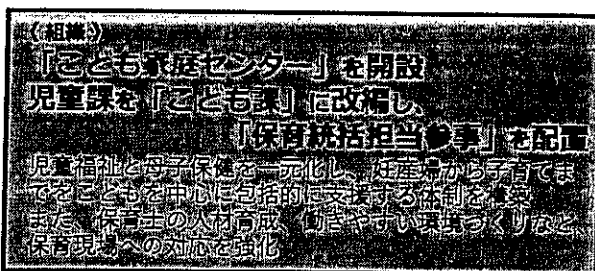 〈組織〉
「こども家庭センター」を開設
児童課を「こども課」に改編し、
「保育統括担当参事」を配置
児童福祉と母子保健を一元化し、妊産婦から子育てま
でをこどもを中心に包括的に支援する体制を構築
また、保育士の人材育成、働きやすい環境づくりなど
保育現場への対応を強化